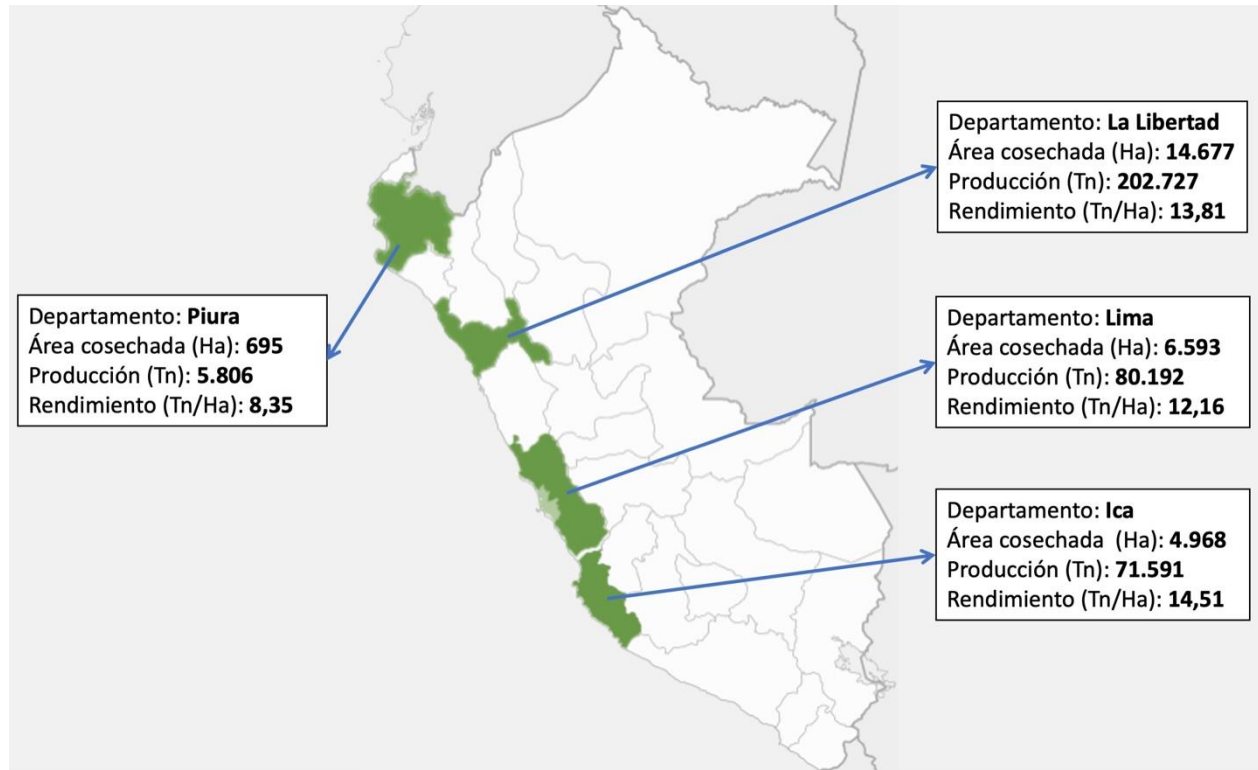 Departamento: La Libertad
Área cosechada (Ha): 14.677
Producción (Tn): 202.727
Rendimiento (Tn/Ha): 13,81
Departamento: Piura
Área cosechada (Ha): 695
Producción (Tn): 5.806
Rendimiento (Tn/Ha): 8,35
Departamento: Lima
Área cosechada (Ha): 6.593
Producción (Tn): 80.192
Rendimiento (Tn/Ha): 12,16
Departamento: Ica
Área cosechada (Ha): 4.968
Producción (Tn): 71.591
Rendimiento (Tn/Ha): 14,51